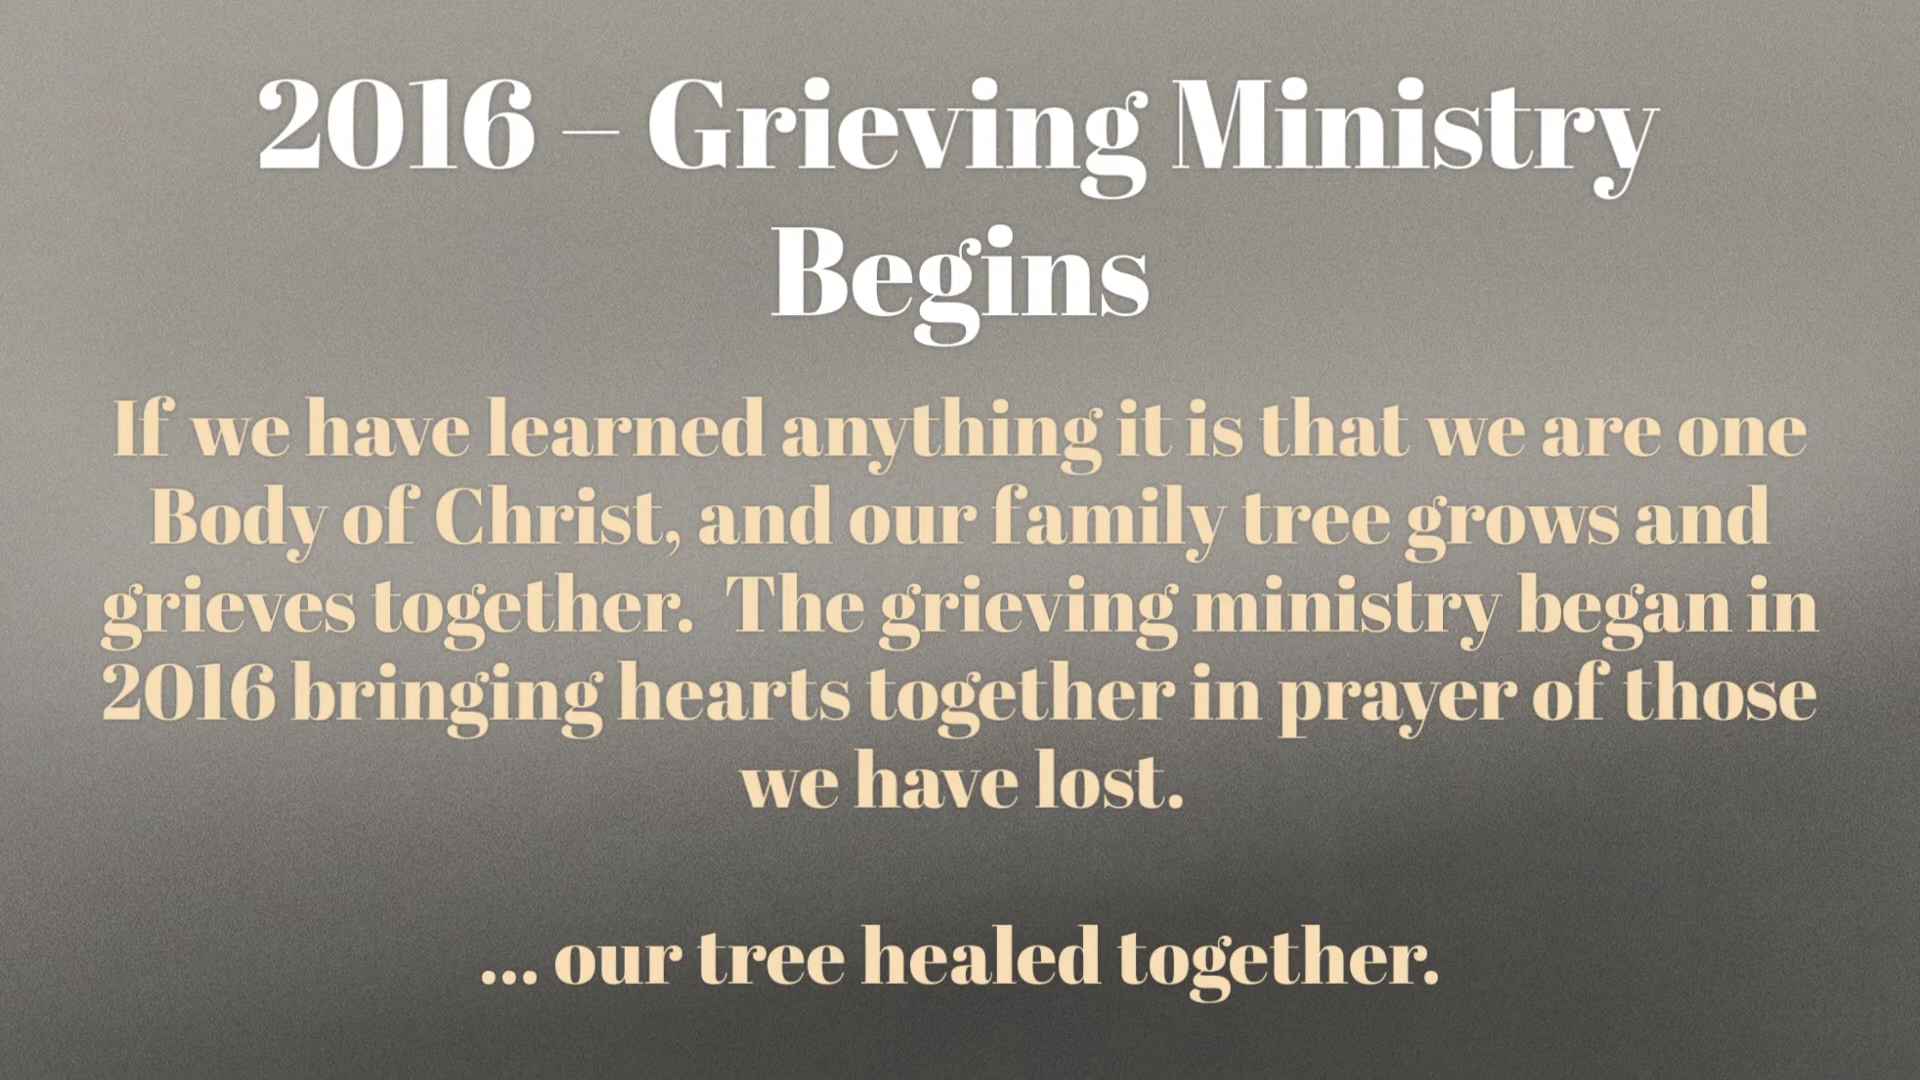 2016 – Grieving Ministry
Begins
If we have learned anything it is that we are one
Body of Christ, and our family tree grows and
grieves together.  The grieving ministry began in
2016 bringing hearts together in prayer of those
we have lost.
... our tree healed together.